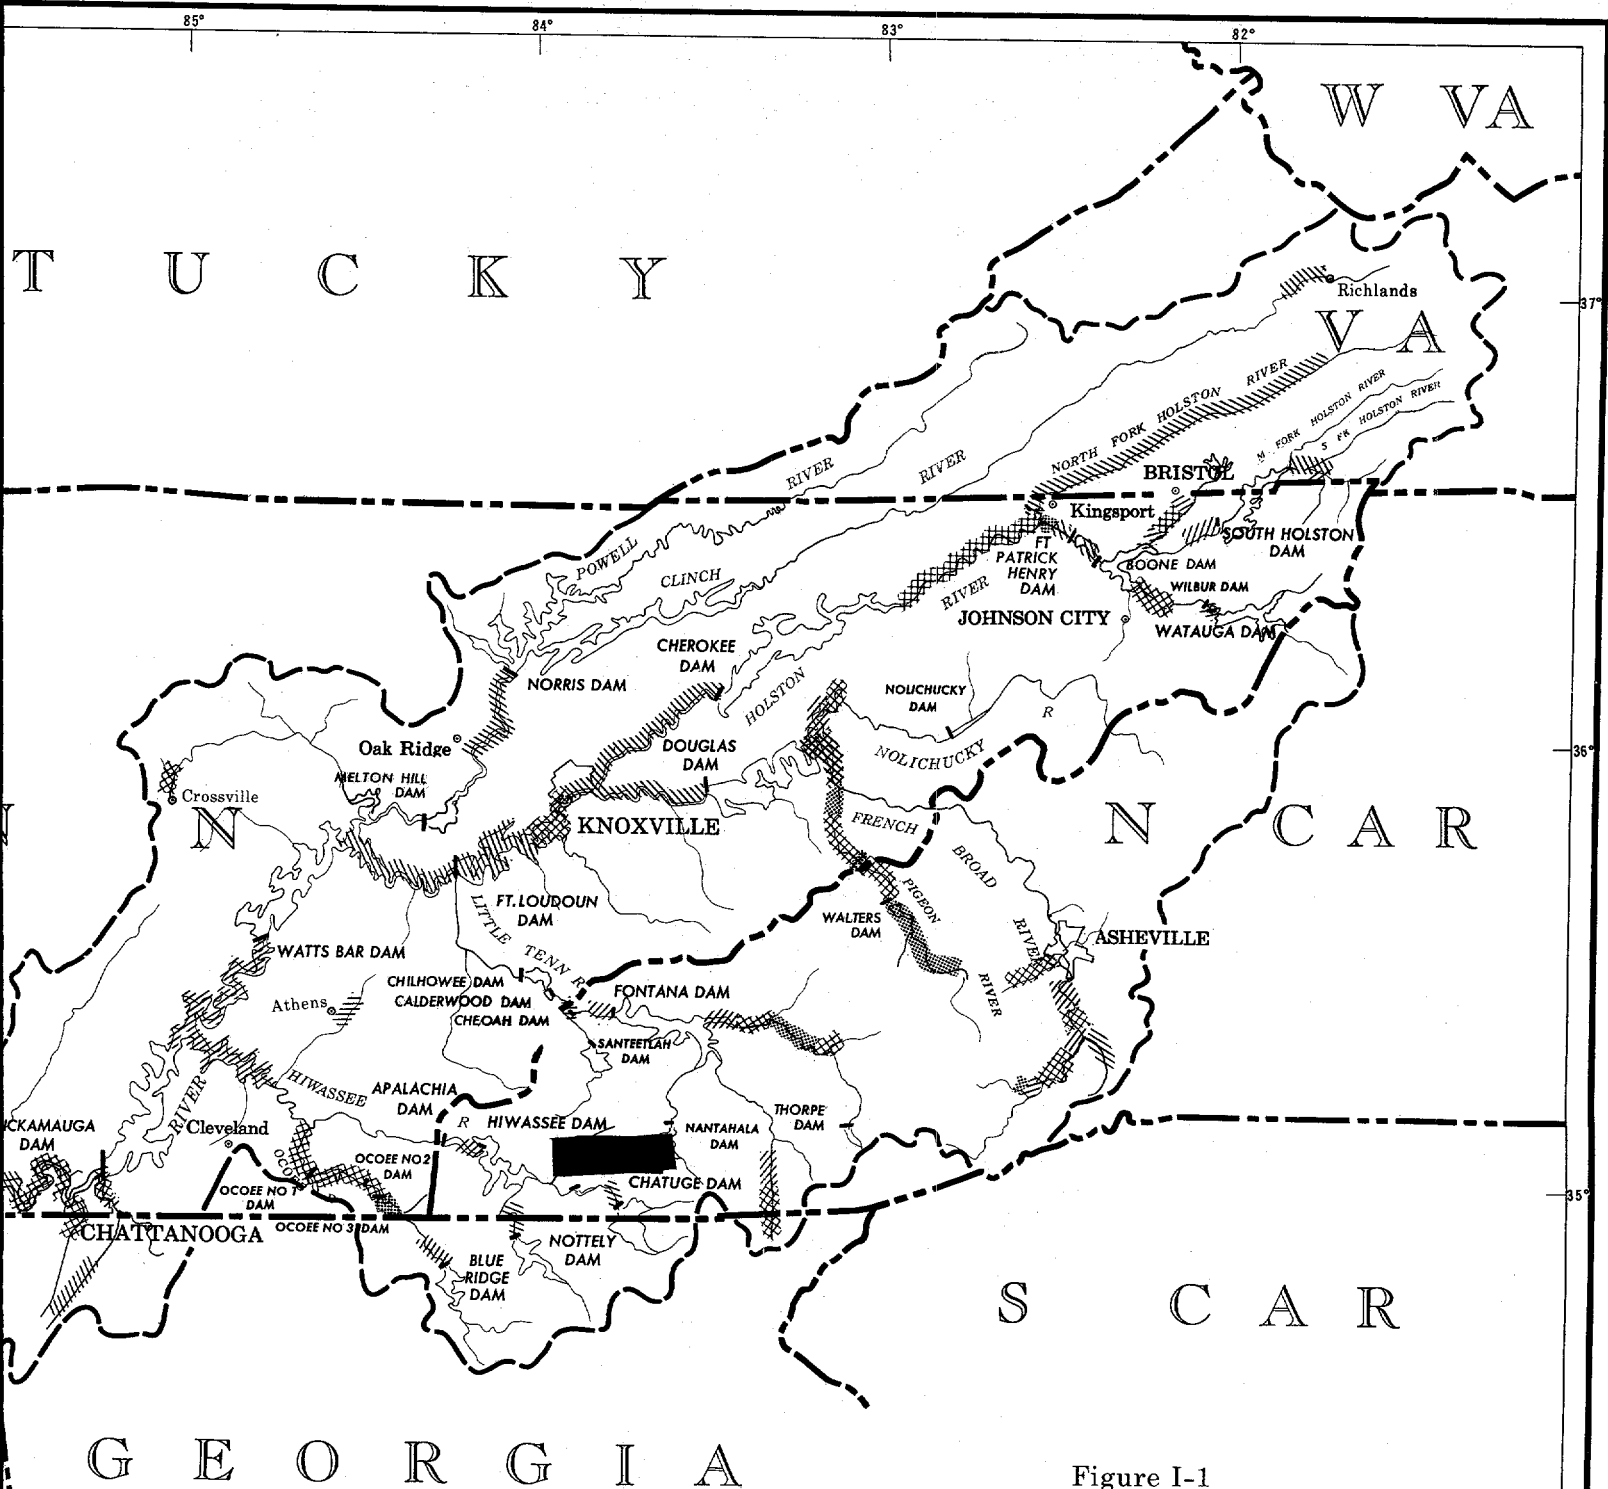 85° 84° 83° 82°
W VA
T U C K Y
Richlands
37°
V A
NORTH FORK HOLSTON RIVER
M. FORK HOLSTON RIVER
S FK HOLSTON RIVER
RIVER
RIVER
BRISTOL
Kingsport
SOUTH HOLSTON
DAM
FT
PATRICK
HENRY
DAM
BOONE DAM
POWELL
CLINCH
RIVER
WILBUR DAM
JOHNSON CITY
WATAUGA DAM
CHEROKEE
DAM
NORRIS DAM
HOLSTON
NOLICHUCKY
DAM
R
NOLICHUCKY
Oak Ridge
DOUGLAS
DAM
36°
MELTON HILL
DAM
Crossville
N
KNOXVILLE
FRENCH
BROAD
RIVER
N CAR
PIGEON
RIVER
LITTLE
TENN R
FT. LOUDOUN
DAM
WALTERS
DAM
ASHEVILLE
WATTS BAR DAM
CHILHOWEE DAM
CALDERWOOD DAM
CHEOAH DAM
FONTANA DAM
Athens
SANTEETLAH
DAM
HIWASSEE
R
RIVER
APALACHIA
DAM
HIWASSEE DAM
THORPE
DAM
NANTAHALA
DAM
ICKAMAUGA
DAM
Cleveland
OCOEE NO2
DAM
CHATUGE DAM
OCOEE NO 1
DAM
35°
CHATTANOOGA
OCOEE NO 3 DAM
NOTTELY
DAM
BLUE
RIDGE
DAM
S CAR
G E O R G I A
Figure I-1